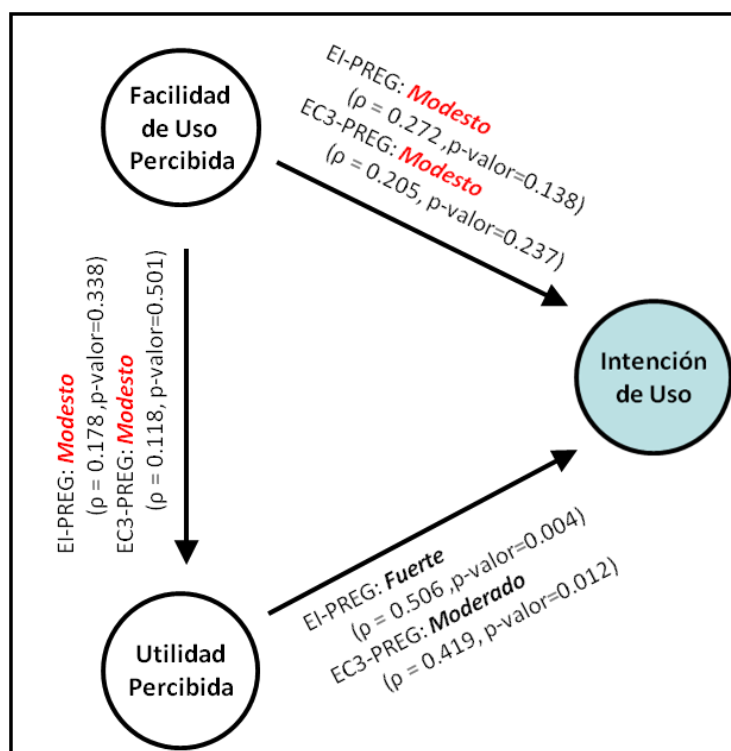 Facilidad
de Uso
Percibida
EI-PREG: Modesto
(ρ = 0.272 ,p-valor=0.138)
EC3-PREG: Modesto
(ρ = 0.205, p-valor=0.237)
EI-PREG: Modesto
(ρ = 0.178 ,p-valor=0.338)
EC3-PREG: Modesto
(ρ = 0.118, p-valor=0.501)
Intención
de Uso
EI-PREG: Fuerte
(ρ = 0.506 ,p-valor=0.004)
EC3-PREG: Moderado
(ρ = 0.419, p-valor=0.012)
Utilidad
Percibida